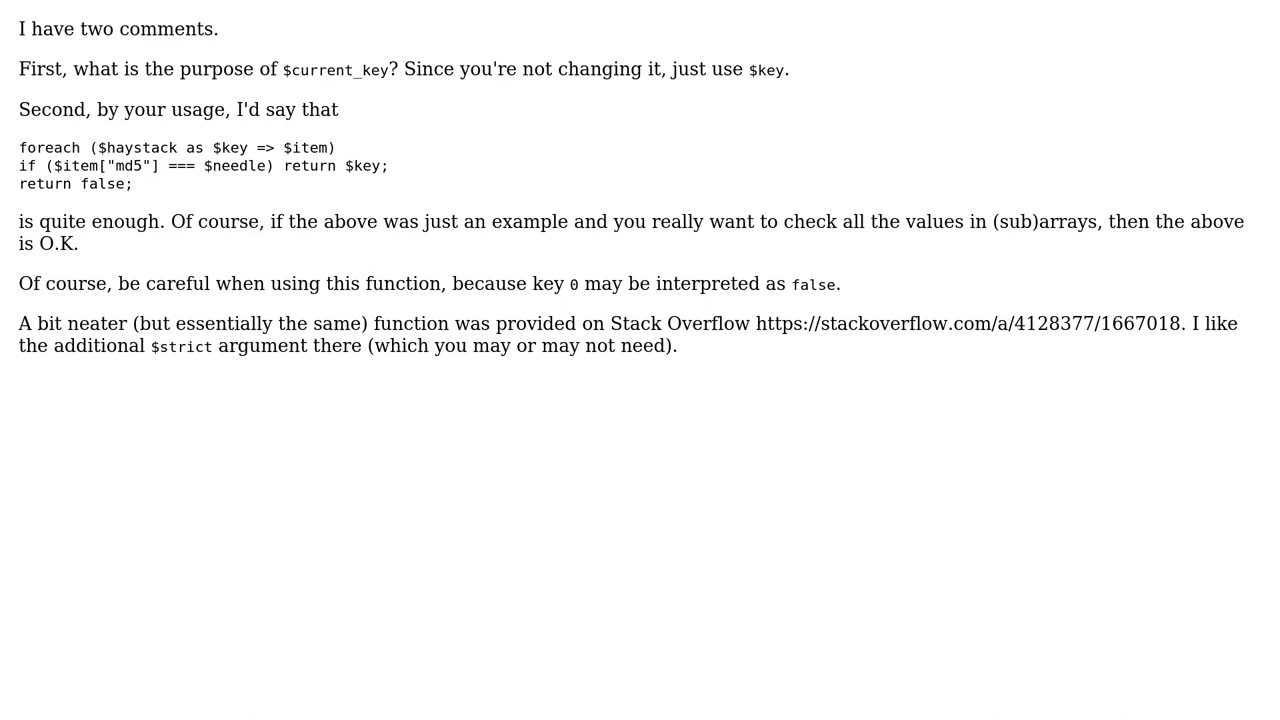 I have two comments.
First, what is the purpose of $current_key? Since you're not changing it, just use $key.
Second, by your usage, I'd say that
foreach ($haystack as $key => $item)
if ($item["md5"] === $needle) return $key;
return false;
is quite enough. Of course, if the above was just an example and you really want to check all the values in (sub)arrays, then the above
is O.K.
Of course, be careful when using this function, because key 0 may be interpreted as false.
A bit neater (but essentially the same) function was provided on Stack Overflow https://stackoverflow.com/a/4128377/1667018. I like
the additional $strict argument there (which you may or may not need).